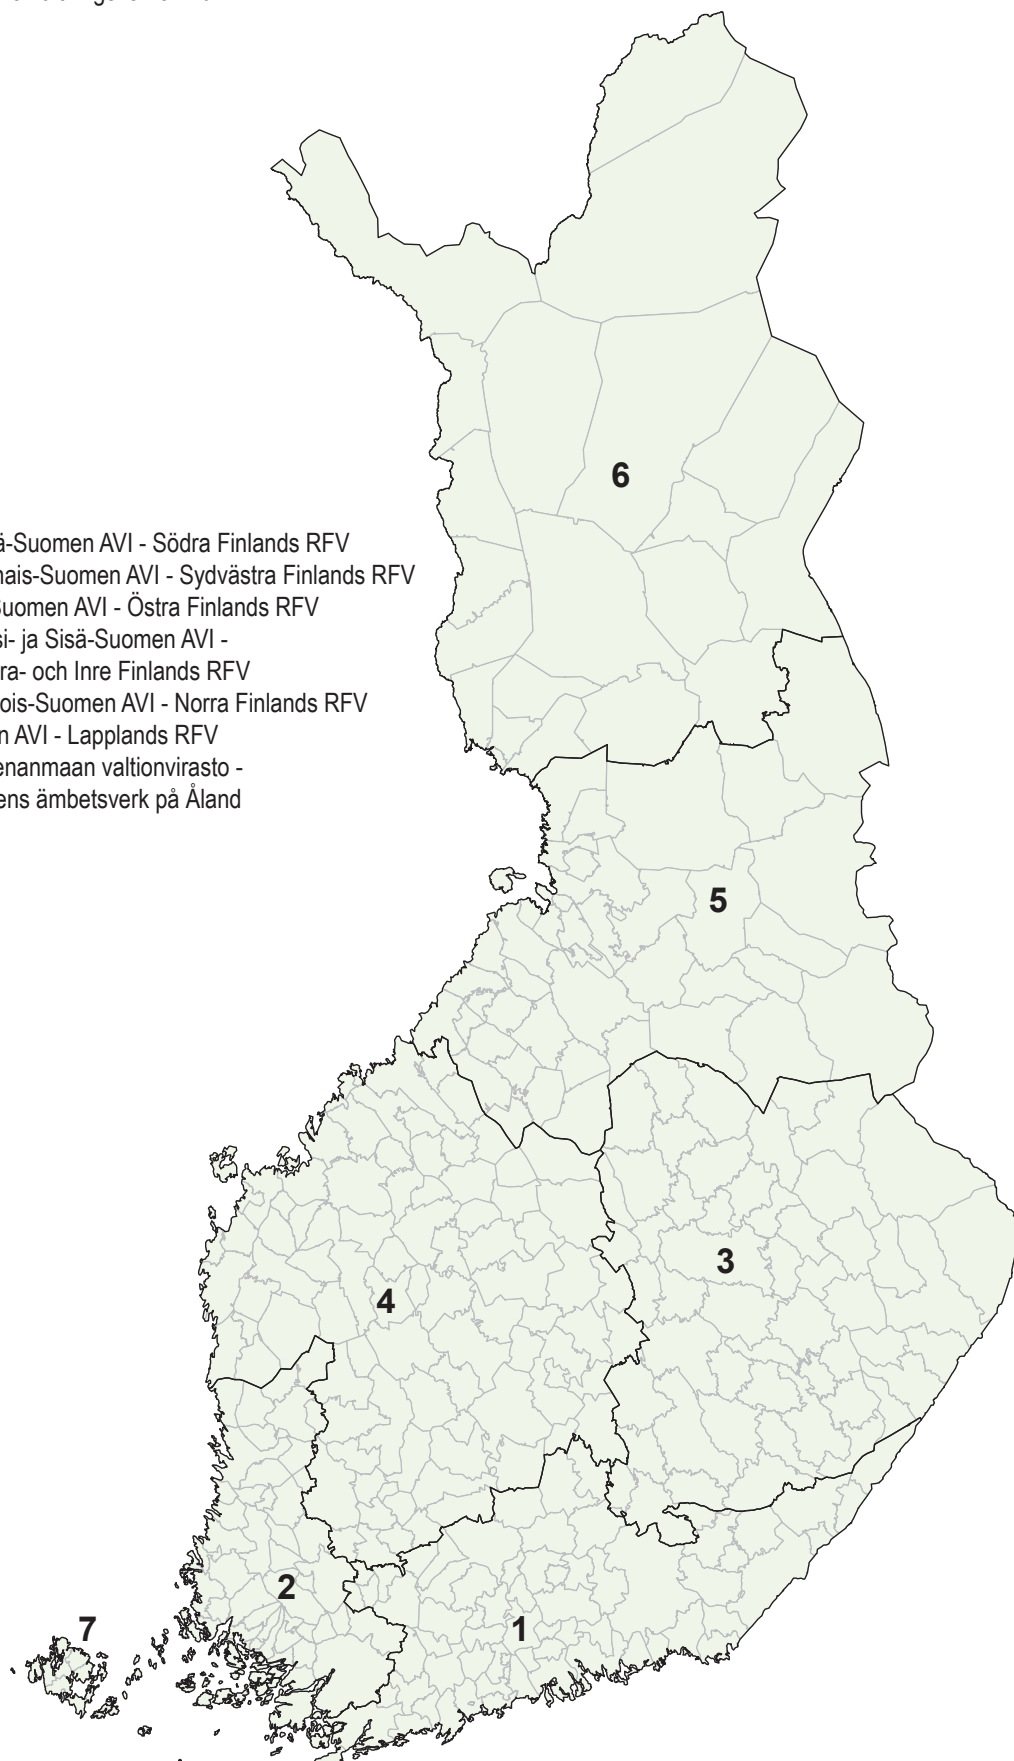 6
ä-Suomen AVI - Södra Finlands RFV
nais-Suomen AVI - Sydvästra Finlands RFV
Suomen AVI - Östra Finlands RFV
si- ja Sisä-Suomen AVI -
ra- och Inre Finlands RFV
ois-Suomen AVI - Norra Finlands RFV
n AVI - Lapplands RFV
enanmaan valtionvirasto -
ens ämbetsverk på Åland
5
3
4
2
7
1